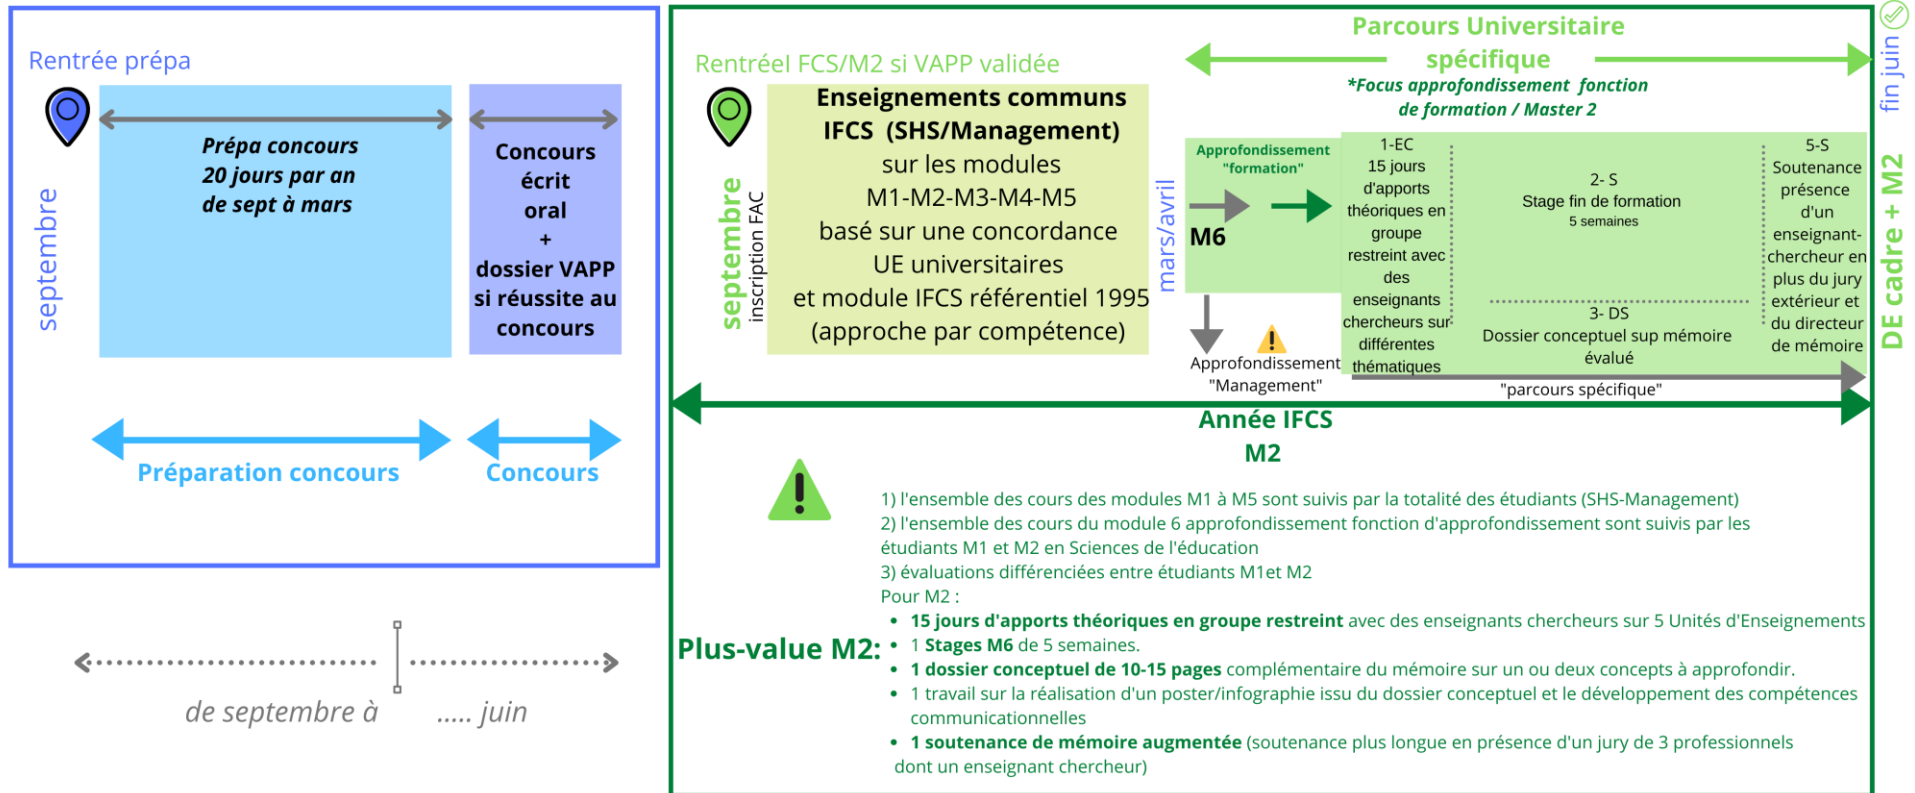 Rentrée prépa
septembre
Prépa concours
20 jours par an
de sept à mars
Concours
écrit
oral
+
dossier VAPP
si réussite au
concours
Préparation concours
Concours
de septembre à
..... juin
Rentréel FCS/M2 si VAPP validée
septembre
inscription FAC
Enseignements communs
IFCS (SHS/Management)
sur les modules
M1-M2-M3-M4-M5
basé sur une concordance
UE universitaires
et module IFCS référentiel 1995
(approche par compétence)
mars/avril
Parcours Universitaire
spécifique
*Focus approfondissement fonction
de formation / Master 2
Approfondissement
"formation"
M6
Approfondissement
"Management"
1-EC
15 jours
d'apports
théoriques en
groupe
restreint avec
des
enseignants
chercheurs sur
différentes
thématiques
2- S
Stage fin de formation
5 semaines
3- DS
Dossier conceptuel sup mémoire
évalué
5-S
Soutenance
présence
d'un
enseignant-
chercheur en
plus du jury
extérieur et
du directeur
de mémoire
"parcours spécifique"
fin juin
DE cadre + M2
Année IFCS
M2
1) l'ensemble des cours des modules M1 à M5 sont suivis par la totalité des étudiants (SHS-Management)
2) l'ensemble des cours du module 6 approfondissement fonction d'approfondissement sont suivis par les
étudiants M1 et M2 en Sciences de l'éducation
3) évaluations différenciées entre étudiants M1et M2
Pour M2 :
Plus-value M2:
• 15 jours d'apports théoriques en groupe restreint avec des enseignants chercheurs sur 5 Unités d'Enseignements
• 1 Stages M6 de 5 semaines.
• 1 dossier conceptuel de 10-15 pages complémentaire du mémoire sur un ou deux concepts à approfondir.
• 1 travail sur la réalisation d'un poster/infographie issu du dossier conceptuel et le développement des compétences
communicationnelles
• 1 soutenance de mémoire augmentée (soutenance plus longue en présence d'un jury de 3 professionnels
dont un enseignant chercheur)